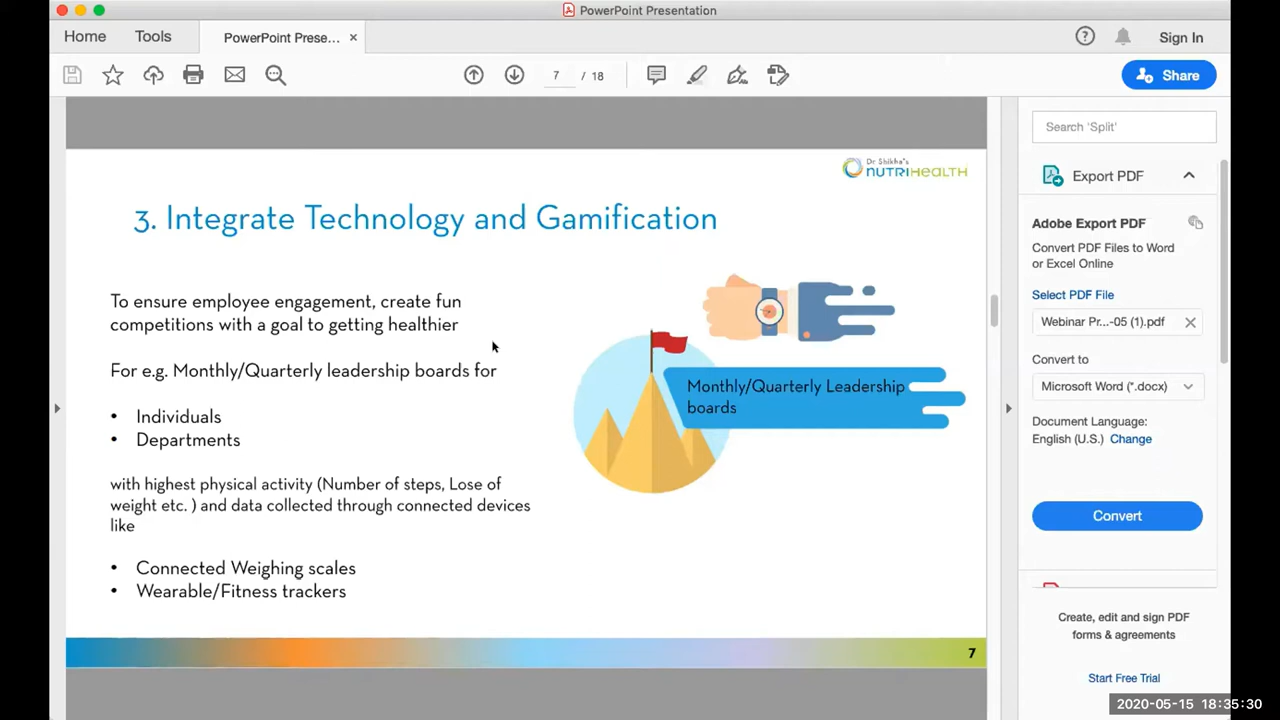 PowerPoint Presentation
Home
Tools
PowerPoint Prese... ×
Sign In
7 / 18
Share
Search 'Split'
Export PDF
Adobe Export PDF
Convert PDF Files to Word
or Excel Online
Select PDF File
Webinar Pr...-05 (1).pdf
Convert to
Microsoft Word (*.docx)
Document Language:
English (U.S.) Change
Convert
Create, edit and sign PDF
forms & agreements
Start Free Trial
Dr Shikha's
NUTRIHEALTH
3. Integrate Technology and Gamification
To ensure employee engagement, create fun
competitions with a goal to getting healthier
For e.g. Monthly/Quarterly leadership boards for
• Individuals
• Departments
with highest physical activity (Number of steps, Lose of
weight etc. ) and data collected through connected devices
like
• Connected Weighing scales
• Wearable/Fitness trackers
Monthly/Quarterly Leadership
boards
7
2020-05-15 18:35:30